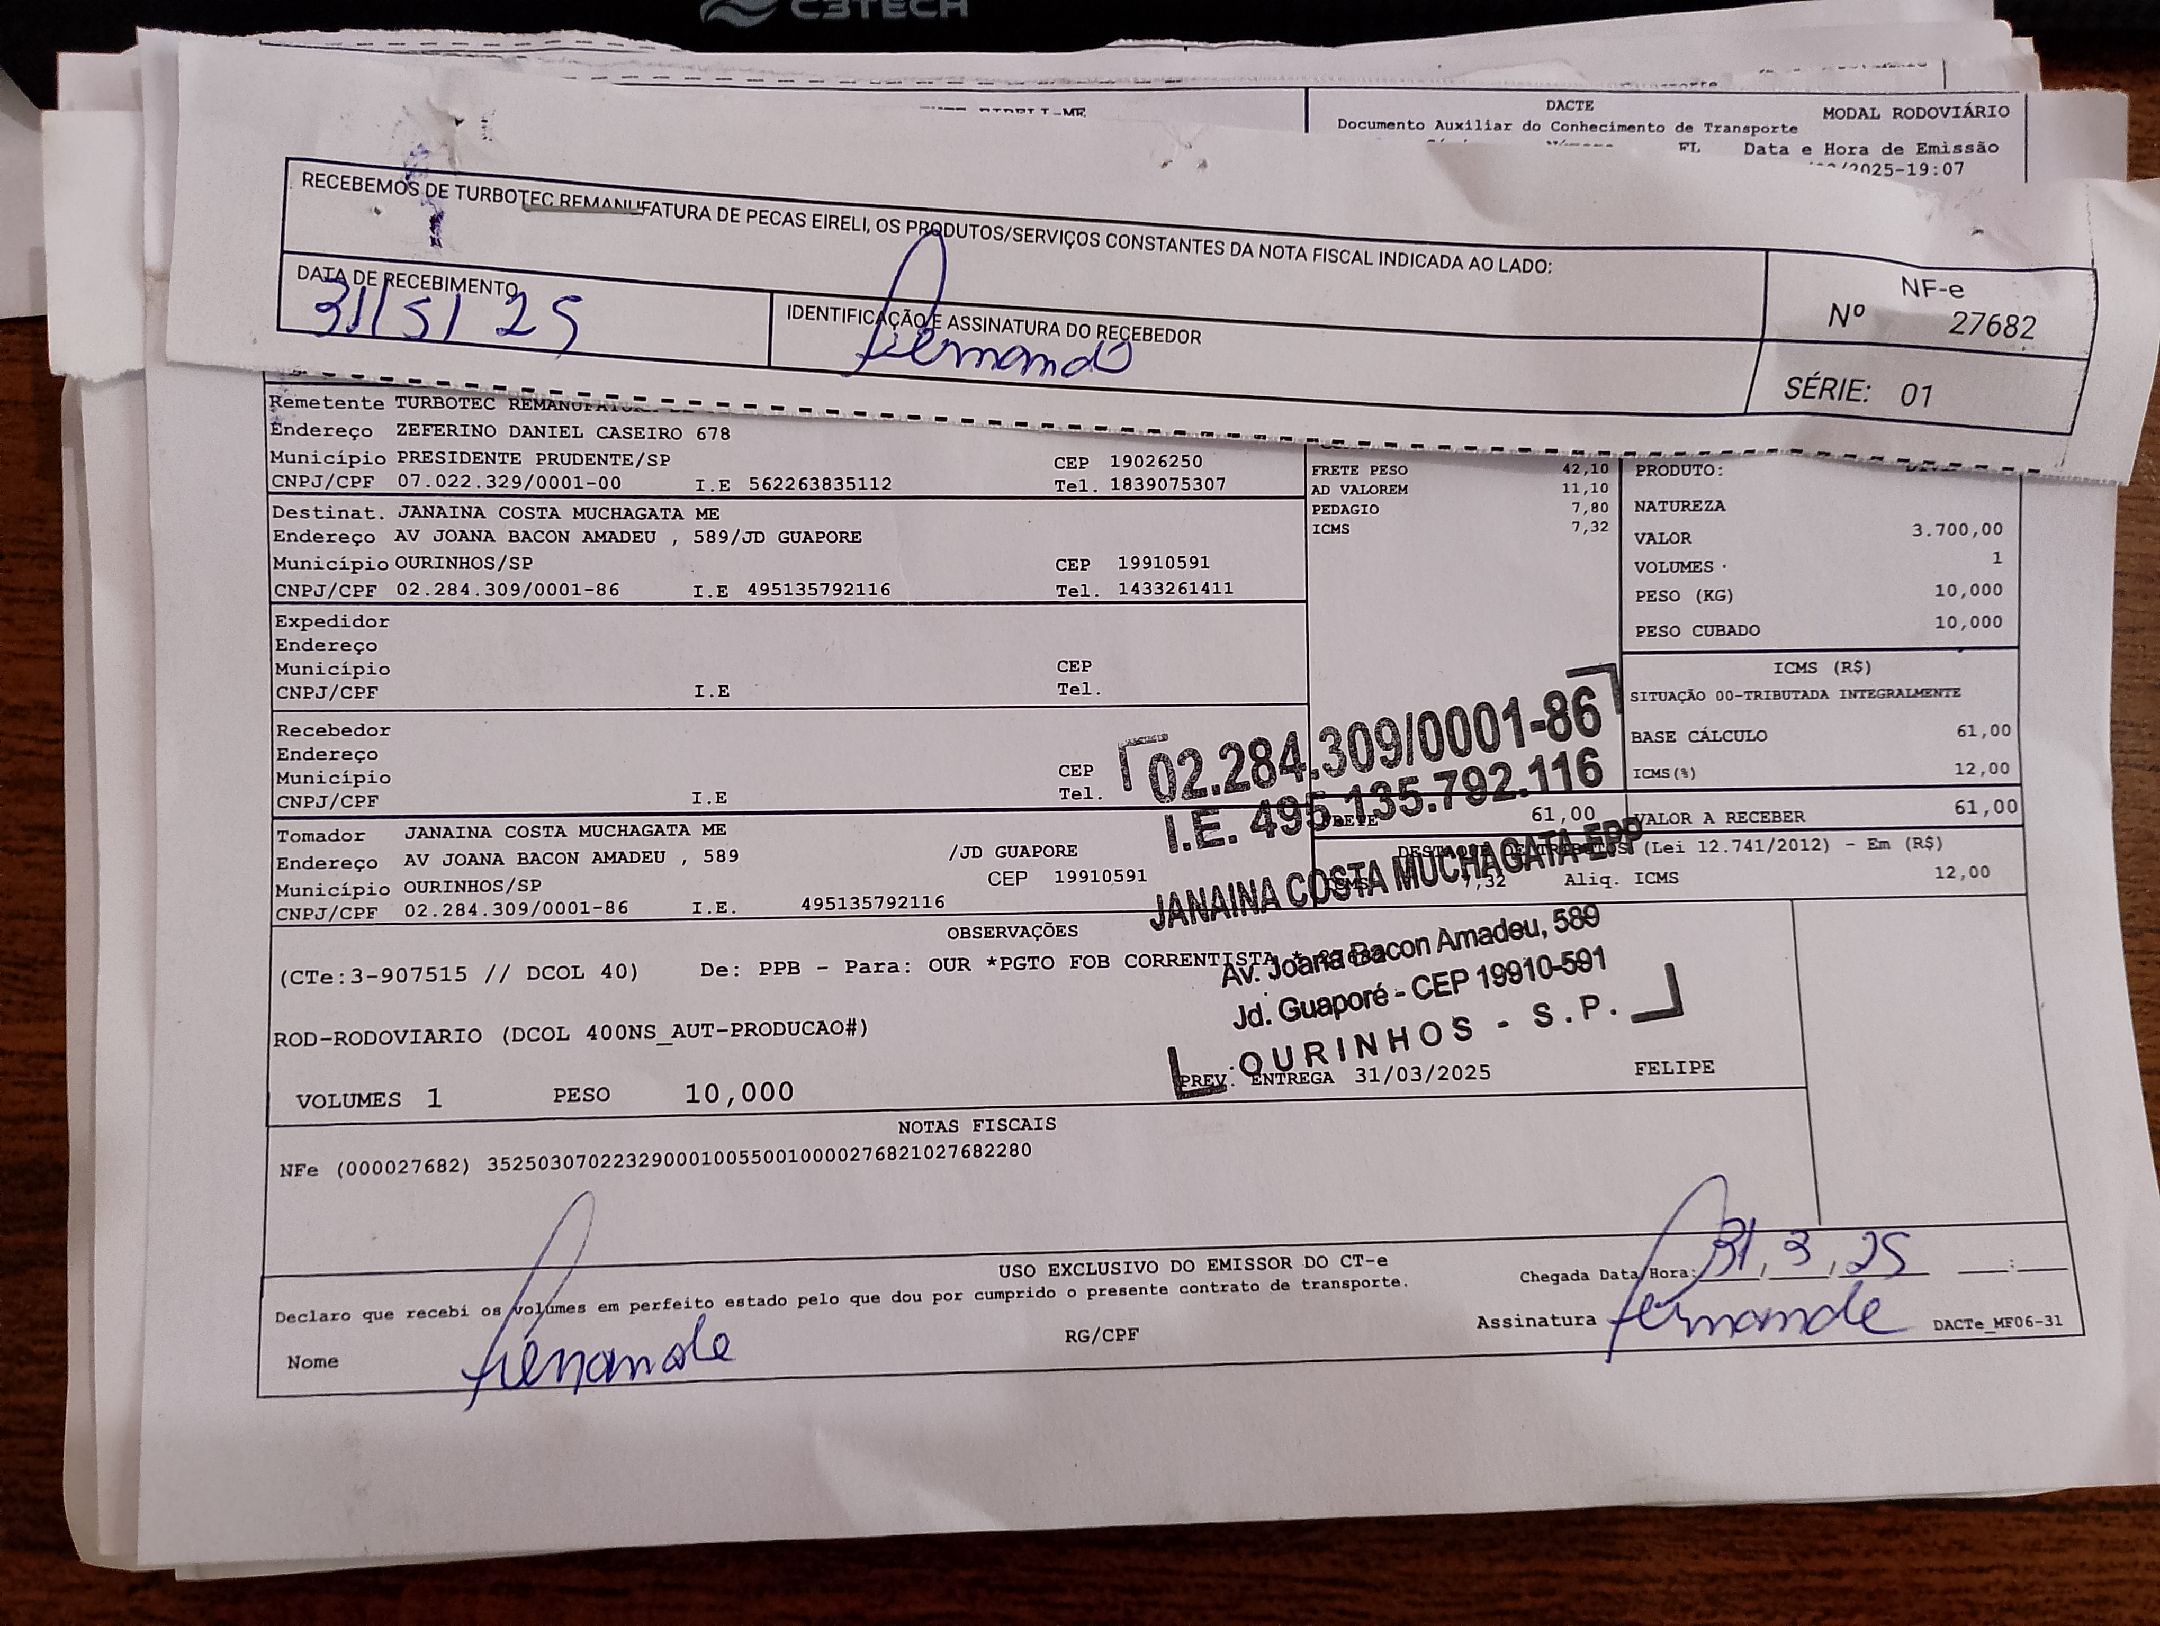 C3TECH
DACTE
MODAL RODOVIÁRIO
Documento Auxiliar do Conhecimento de Transporte
FL Data e Hora de Emissão
/2025-19:07
RECEBEMOS DE TURBOTEC REMANUFATURA DE PECAS EIRELI, OS PRODUTOS/SERVIÇOS CONSTANTES DA NOTA FISCAL INDICADA AO LADO:
NF-e
Nº 27682
SÉRIE: 01
DATA DE RECEBIMENTO
31/5/25
IDENTIFICAÇÃO E ASSINATURA DO RECEBEDOR
Fernando
Remetente TURBOTEC REMANUFATURA
Endereço ZEFERINO DANIEL CASEIRO 678
Município PRESIDENTE PRUDENTE/SP CEP 19026250
CNPJ/CPF 07.022.329/0001-00 I.E 562263835112 Tel. 1839075307
Destinat. JANAINA COSTA MUCHAGATA ME
Endereço AV JOANA BACON AMADEU , 589/JD GUAPORE
Município OURINHOS/SP CEP 19910591
CNPJ/CPF 02.284.309/0001-86 I.E 495135792116 Tel. 1433261411
Expedidor
Endereço
Município CEP
CNPJ/CPF I.E Tel.
Recebedor
Endereço
Município CEP
CNPJ/CPF I.E Tel.
Tomador JANAINA COSTA MUCHAGATA ME
Endereço AV JOANA BACON AMADEU , 589 /JD GUAPORE
Município OURINHOS/SP CEP 19910591
CNPJ/CPF 02.284.309/0001-86 I.E. 495135792116
FRETE PESO 42,10
AD VALOREM 11,10
PEDAGIO 7,80
ICMS 7,32
PRODUTO:
NATUREZA
VALOR 3.700,00
VOLUMES 1
PESO (KG) 10,000
PESO CUBADO 10,000
ICMS (R$)
SITUAÇÃO 00-TRIBUTADA INTEGRALMENTE
BASE CÁLCULO 61,00
ICMS(%) 12,00
61,00 VALOR A RECEBER 61,00
DESTAQUE DE TRIBUTOS (Lei 12.741/2012) - Em (R$)
7,32 Aliq. ICMS 12,00
02.284.309/0001-86
I.E. 495.135.792.116
JANAINA COSTA MUCHAGATA EPP
Av. Joana Bacon Amadeu, 589
Jd. Guaporé - CEP 19910-591
OURINHOS - S.P.
OBSERVAÇÕES
(CTe:3-907515 // DCOL 40) De: PPB - Para: OUR *PGTO FOB CORRENTISTA
ROD-RODOVIARIO (DCOL 400NS_AUT-PRODUCAO#)
VOLUMES 1 PESO 10,000 PREV. ENTREGA 31/03/2025 FELIPE
NOTAS FISCAIS
NFe (000027682) 35250307022329000100550010000276821027682280
USO EXCLUSIVO DO EMISSOR DO CT-e
Declaro que recebi os volumes em perfeito estado pelo que dou por cumprido o presente contrato de transporte.
Chegada Data/Hora: 31, 3, 25 :
Nome Fernande
RG/CPF
Assinatura Fernande
DACTe_MF06-31